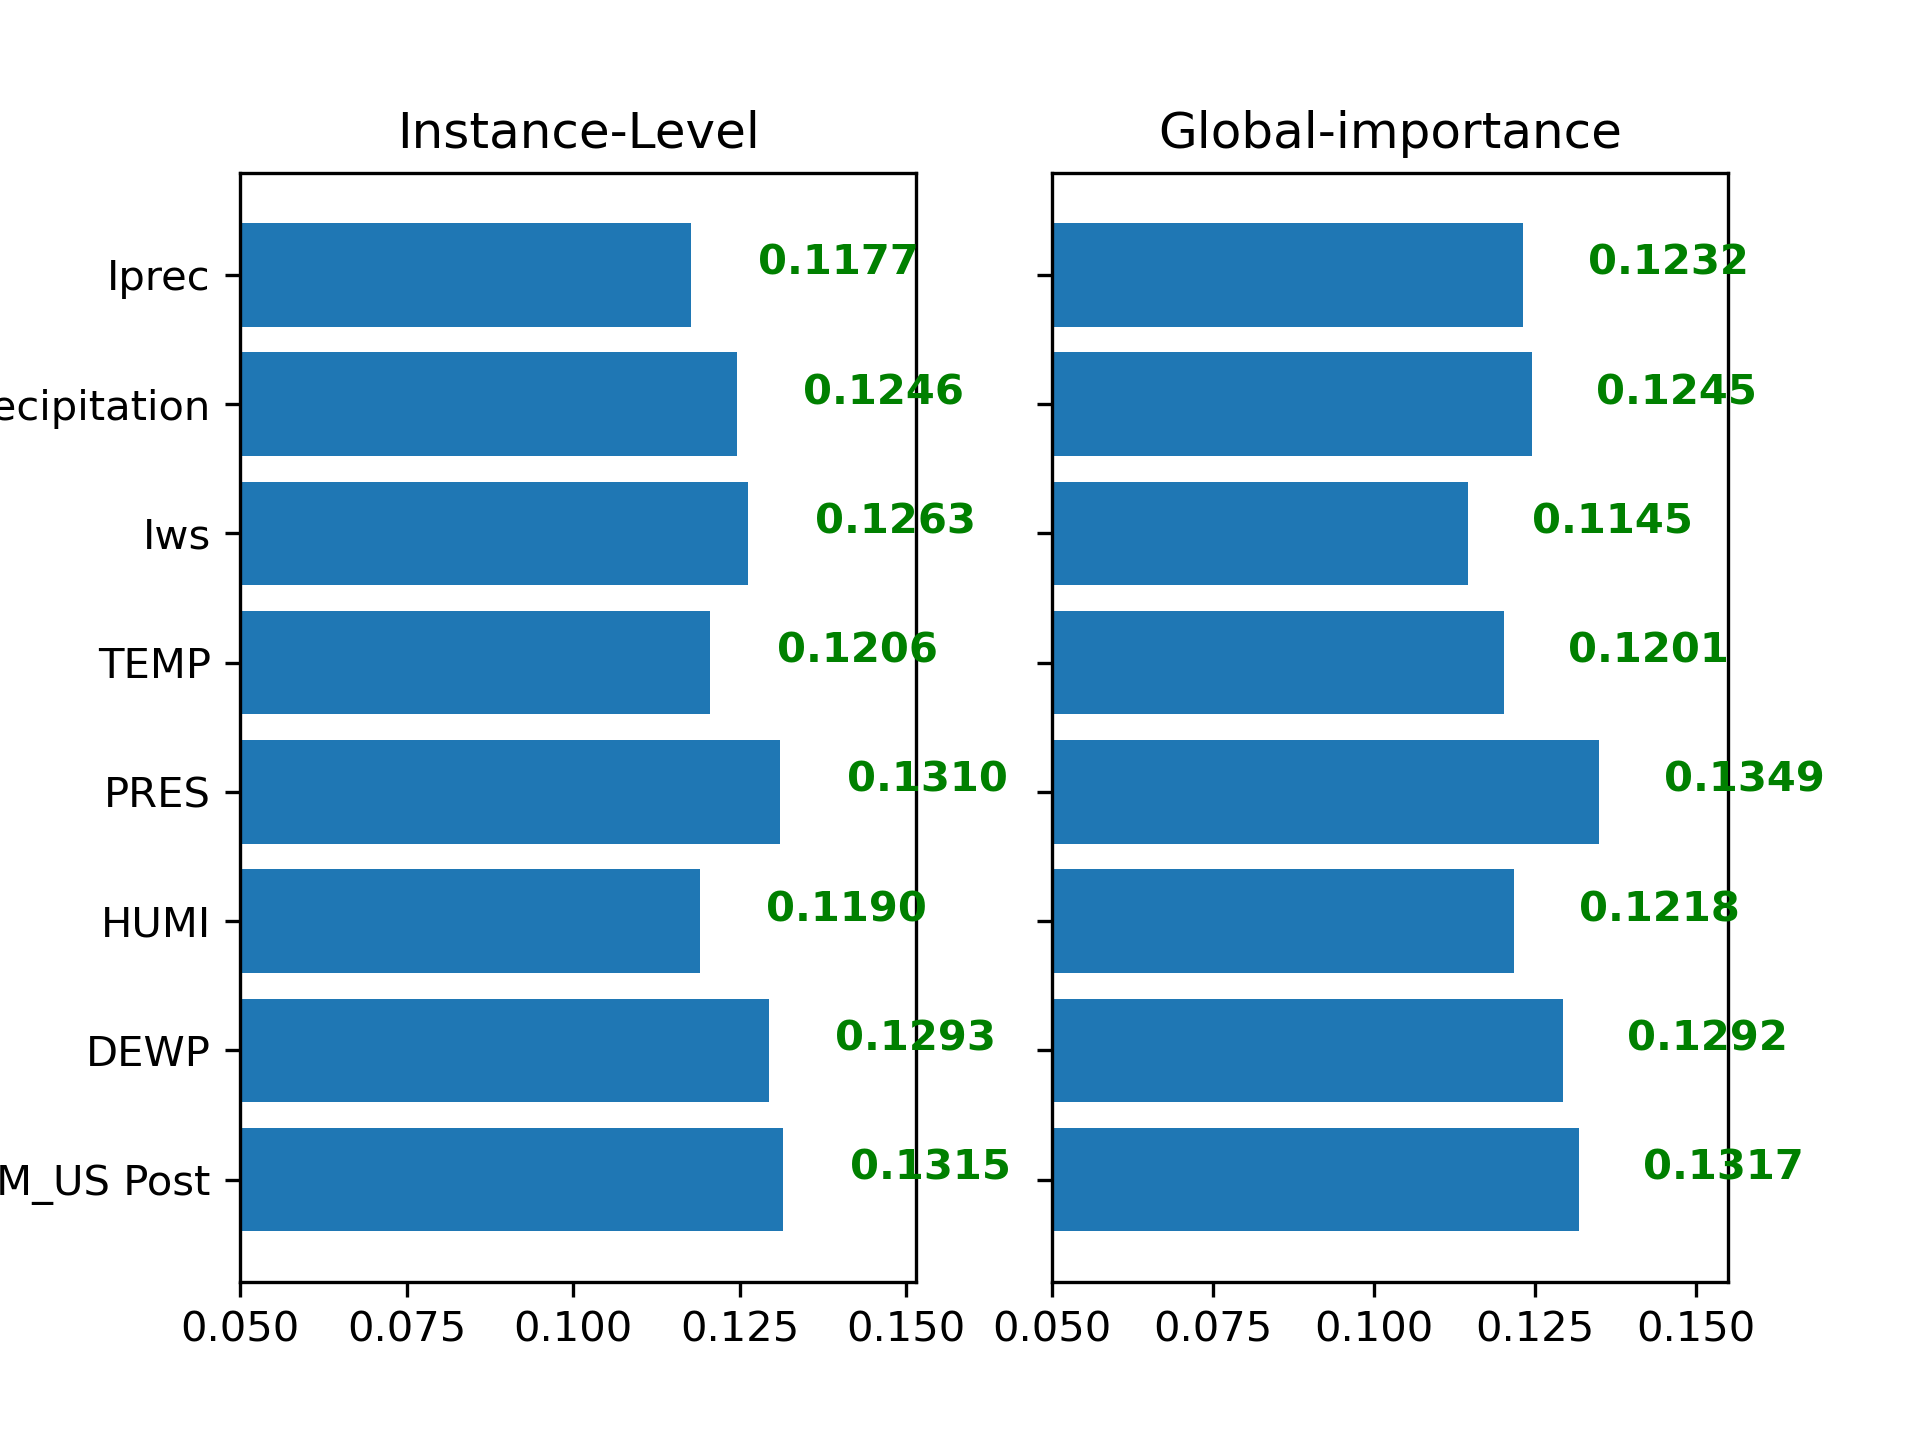 Instance-Level Global-importance
Iprec 0.1177 0.1232
ecipitation 0.1246 0.1245
Iws 0.1263 0.1145
TEMP 0.1206 0.1201
PRES 0.1310 0.1349
HUMI 0.1190 0.1218
DEWP 0.1293 0.1292
M_US Post 0.1315 0.1317
0.050 0.075 0.100 0.125 0.150 0.050 0.075 0.100 0.125 0.150